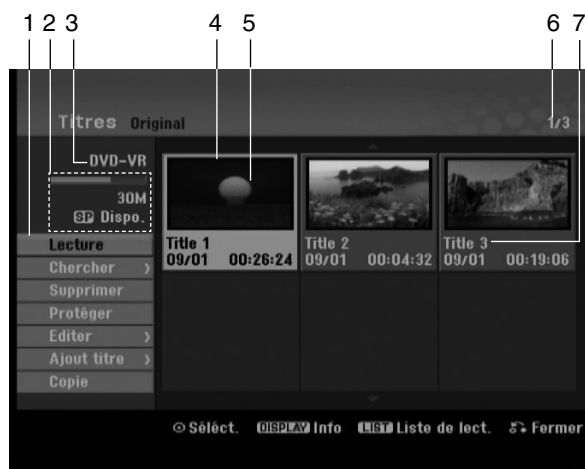 1 2 3 4 5 6 7
Titres Original 1/3
DVD-VR
30M
SP Dispo.
Lecture
Chercher
Supprimer
Protéger
Editer
Ajout titre
Copie
Title 1
09/01 00:26:24
Title 2
09/01 00:04:32
Title 3
09/01 00:19:06
Séléct. DISPLAY Info LIST Liste de lect. Fermer